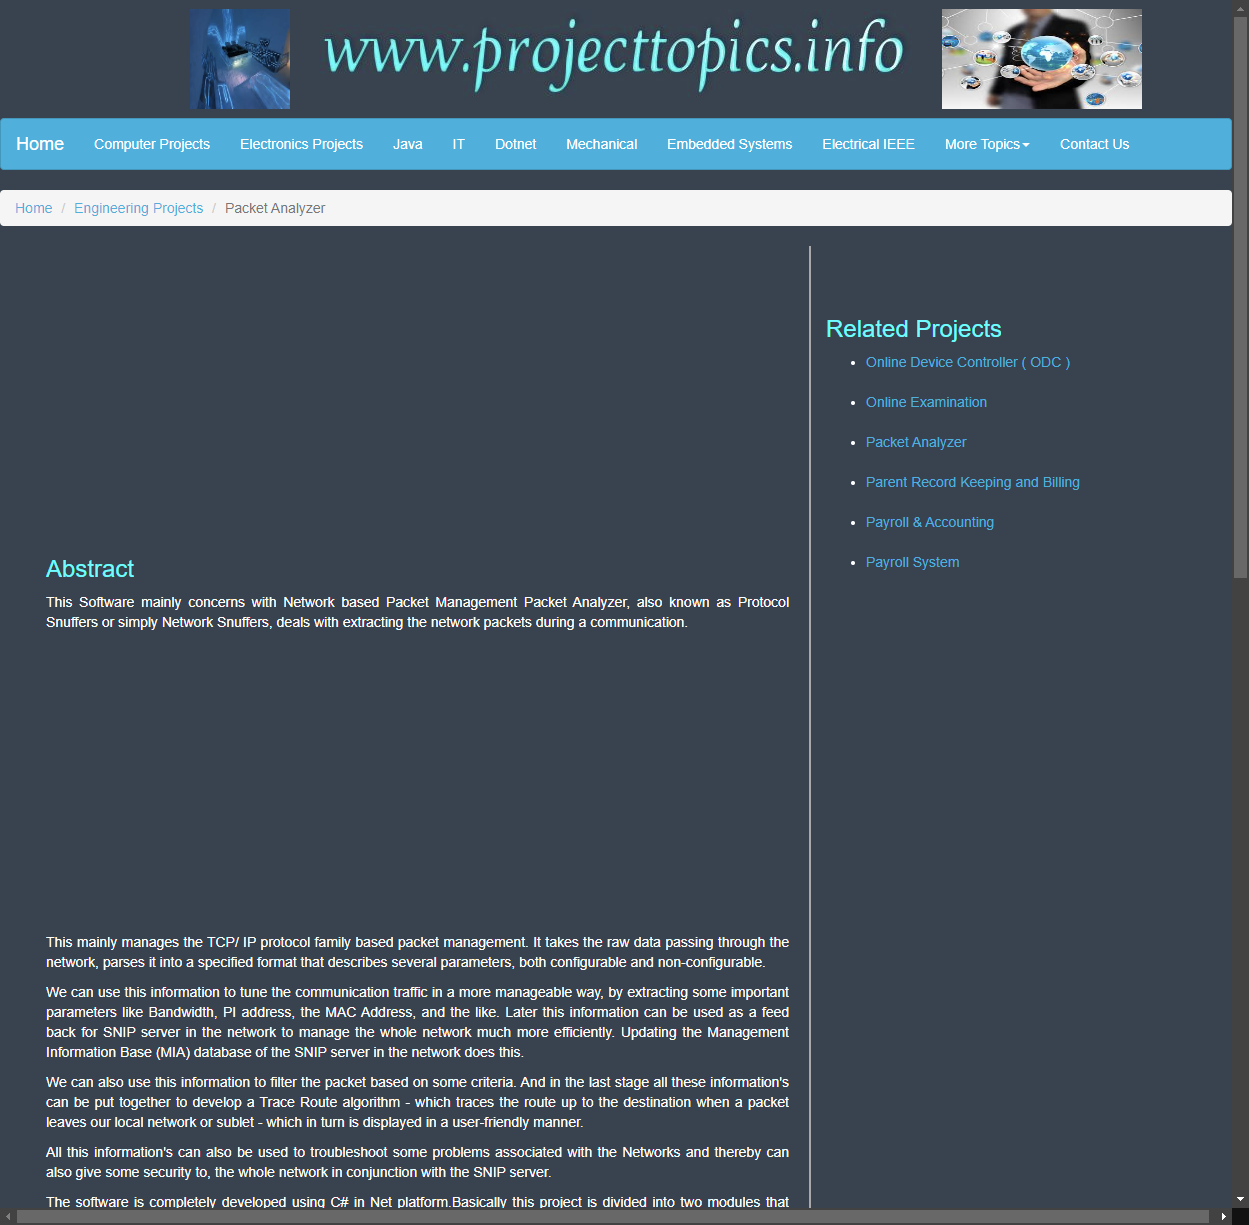 www.projecttopics.info
Home Computer Projects Electronics Projects Java IT Dotnet Mechanical Embedded Systems Electrical IEEE More Topics Contact Us
Home / Engineering Projects / Packet Analyzer
Related Projects
Online Device Controller ( ODC )
Online Examination
Packet Analyzer
Parent Record Keeping and Billing
Payroll & Accounting
Payroll System
Abstract
This Software mainly concerns with Network based Packet Management Packet Analyzer, also known as Protocol
Snuffers or simply Network Snuffers, deals with extracting the network packets during a communication.
This mainly manages the TCP/ IP protocol family based packet management. It takes the raw data passing through the
network, parses it into a specified format that describes several parameters, both configurable and non-configurable.
We can use this information to tune the communication traffic in a more manageable way, by extracting some important
parameters like Bandwidth, PI address, the MAC Address, and the like. Later this information can be used as a feed
back for SNIP server in the network to manage the whole network much more efficiently. Updating the Management
Information Base (MIA) database of the SNIP server in the network does this.
We can also use this information to filter the packet based on some criteria. And in the last stage all these information's
can be put together to develop a Trace Route algorithm - which traces the route up to the destination when a packet
leaves our local network or sublet - which in turn is displayed in a user-friendly manner.
All this information's can also be used to troubleshoot some problems associated with the Networks and thereby can
also give some security to, the whole network in conjunction with the SNIP server.
The software is completely developed using C# in Net platform.Basically this project is divided into two modules that